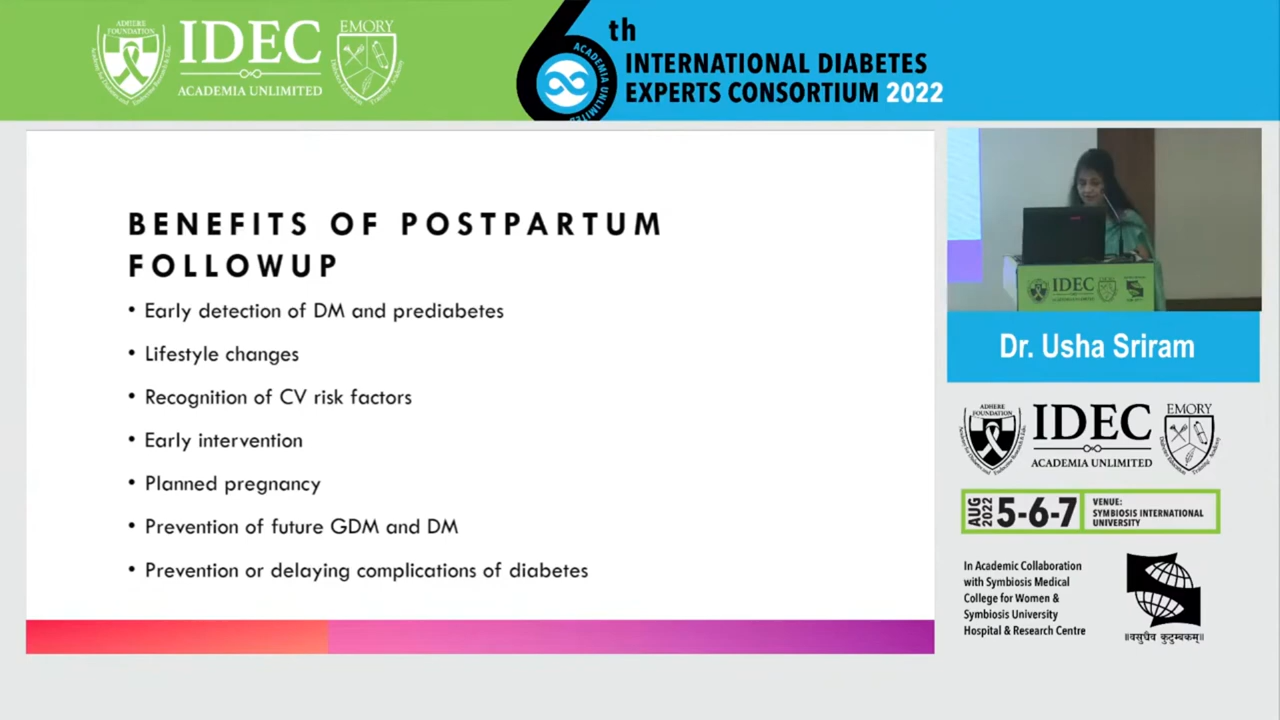 ADHERE
FOUNDATION
IDEC
ACADEMIA UNLIMITED
EMORY
6th
ACADEMIA UNLIMITED
INTERNATIONAL DIABETES
EXPERTS CONSORTIUM 2022
BENEFITS OF POSTPARTUM
FOLLOWUP
• Early detection of DM and prediabetes
• Lifestyle changes
• Recognition of CV risk factors
• Early intervention
• Planned pregnancy
• Prevention of future GDM and DM
• Prevention or delaying complications of diabetes
IDEC
Dr. Usha Sriram
ADHERE
FOUNDATION
IDEC
ACADEMIA UNLIMITED
EMORY
AUG 2022
5-6-7
VENUE:
SYMBIOSIS INTERNATIONAL
UNIVERSITY
In Academic Collaboration
with Symbiosis Medical
College for Women &
Symbiosis University
Hospital & Research Centre
॥वसुधैव कुटुम्बकम्॥